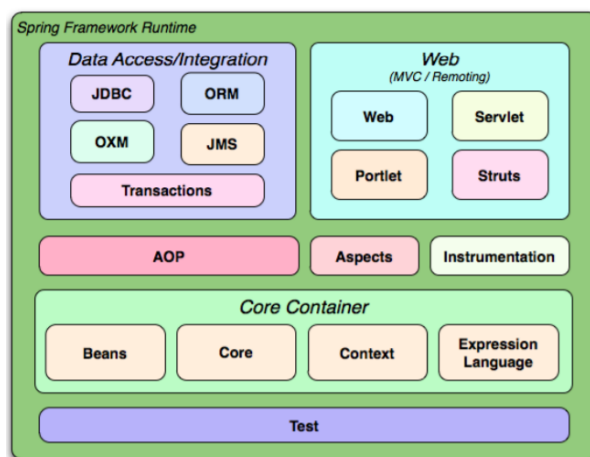 Spring Framework Runtime
Data Access/Integration
JDBC
ORM
OXM
JMS
Transactions
Web
(MVC / Remoting)
Web
Servlet
Portlet
Struts
AOP
Aspects
Instrumentation
Core Container
Beans
Core
Context
Expression
Language
Test